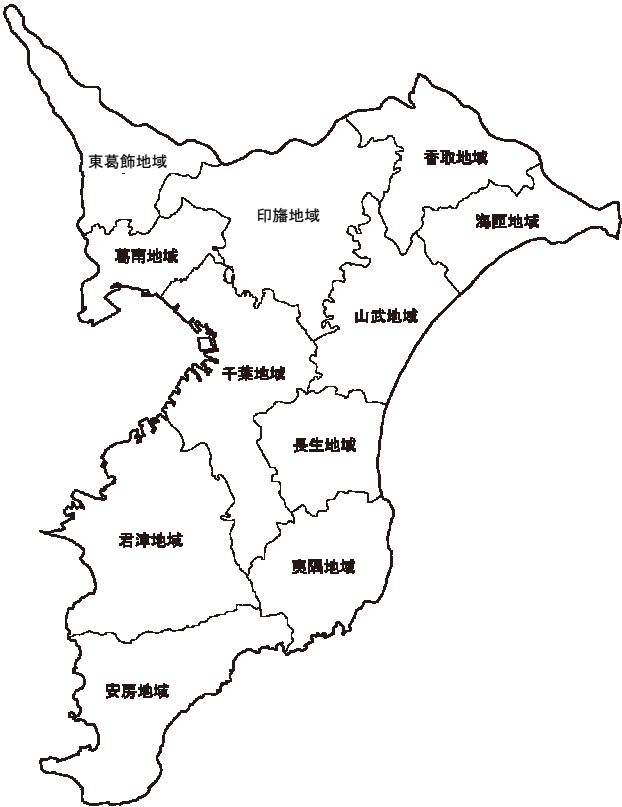 東葛飾地域
香取地域
印旛地域
海匝地域
葛南地域
山武地域
千葉地域
長生地域
君津地域
夷隅地域
安房地域